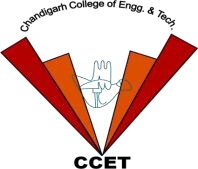 Chandigarh College of Engg. & Tech.
CCET